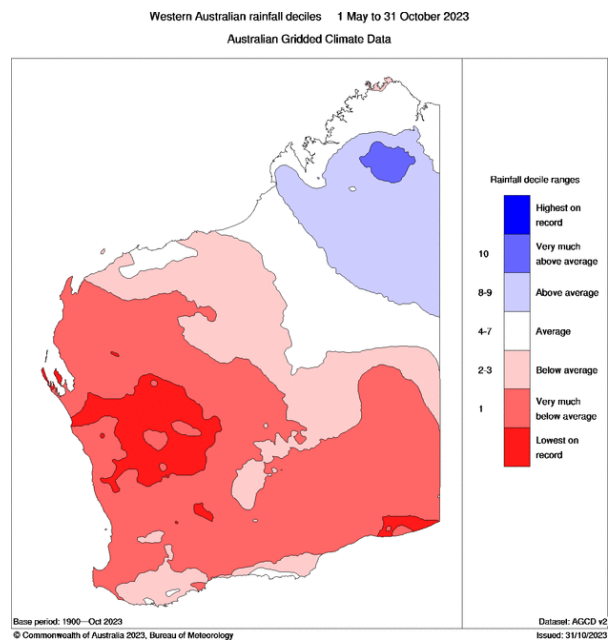 Western Australian rainfall deciles 1 May to 31 October 2023
Australian Gridded Climate Data
Rainfall decile ranges
Highest on
record
10 Very much
above average
8-9 Above average
4-7 Average
2-3 Below average
1 Very much
below average
Lowest on
record
Base period: 1900—Oct 2023 Dataset: AGCD v2
© Commonwealth of Australia 2023, Bureau of Meteorology Issued: 31/10/2023